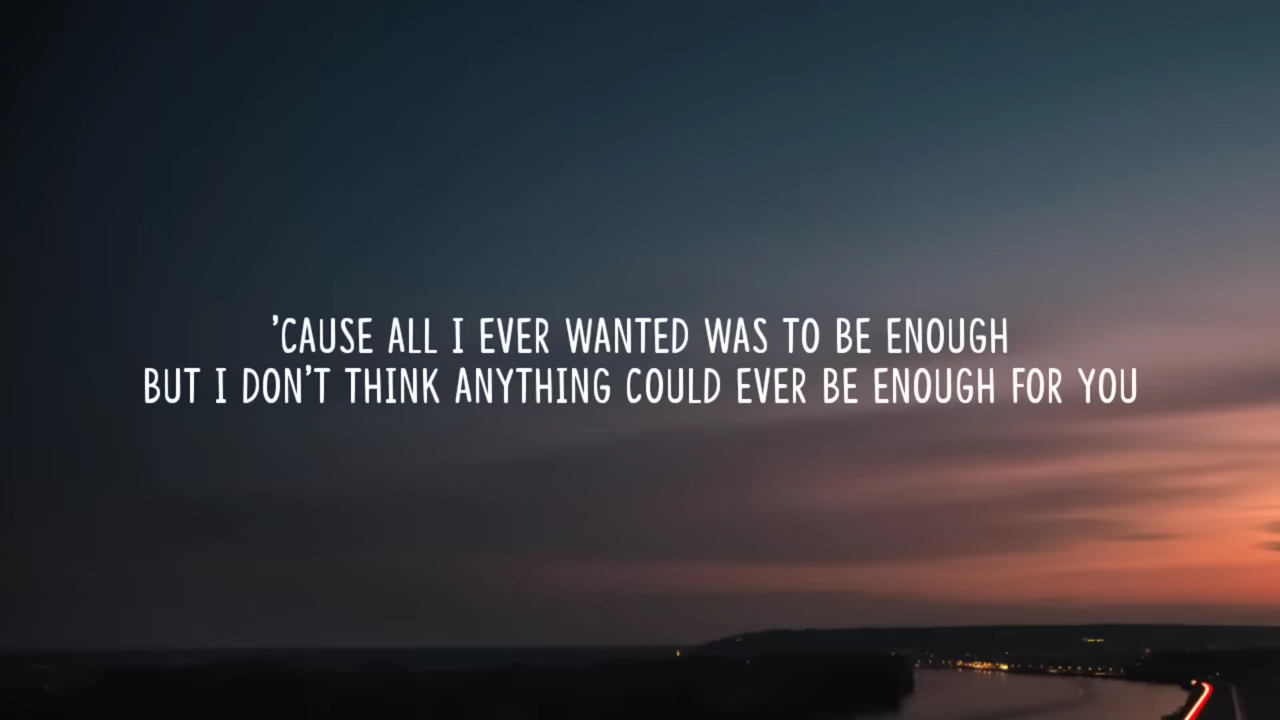 'CAUSE ALL I EVER WANTED WAS TO BE ENOUGH
BUT I DON'T THINK ANYTHING COULD EVER BE ENOUGH FOR YOU